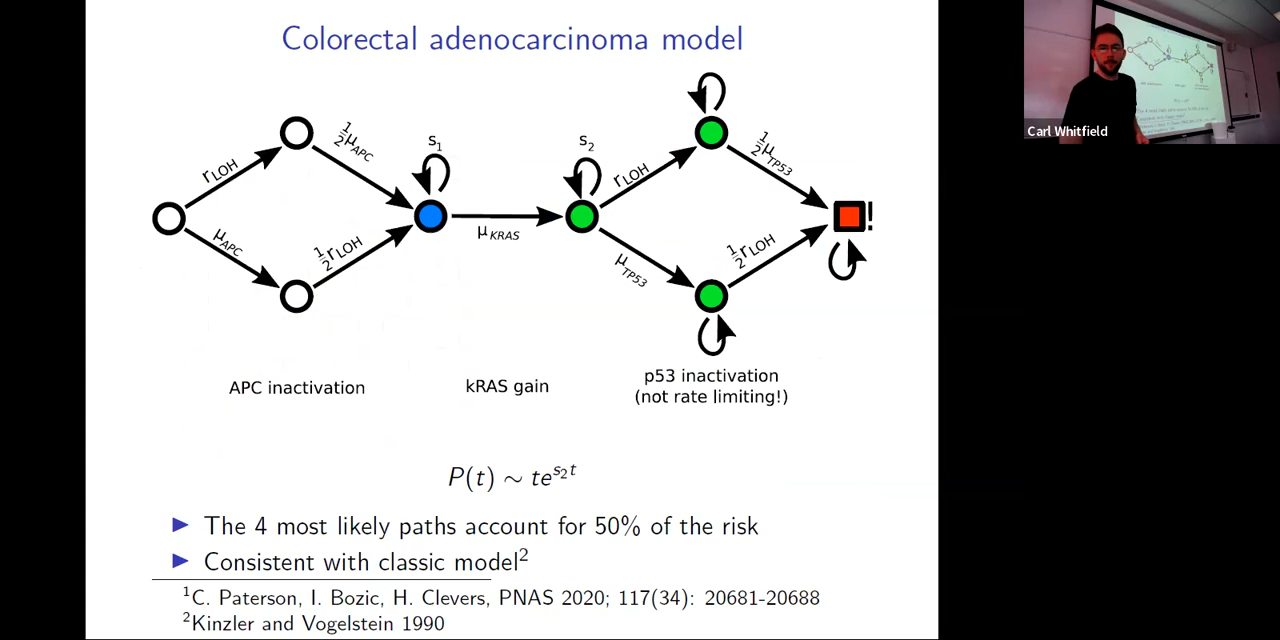 Colorectal adenocarcinoma model
Carl Whitfield
r_LOH
½μ_APC
s₁
s₂
r_LOH
½μ_TP53
!
μ_APC
½r_LOH
μ_KRAS
μ_TP53
½r_LOH
APC inactivation
kRAS gain
p53 inactivation
(not rate limiting!)
P(t) ∼ te^{s₂t}
▶ The 4 most likely paths account for 50% of the risk
▶ Consistent with classic model²
¹C. Paterson, I. Bozic, H. Clevers, PNAS 2020; 117(34): 20681-20688
²Kinzler and Vogelstein 1990